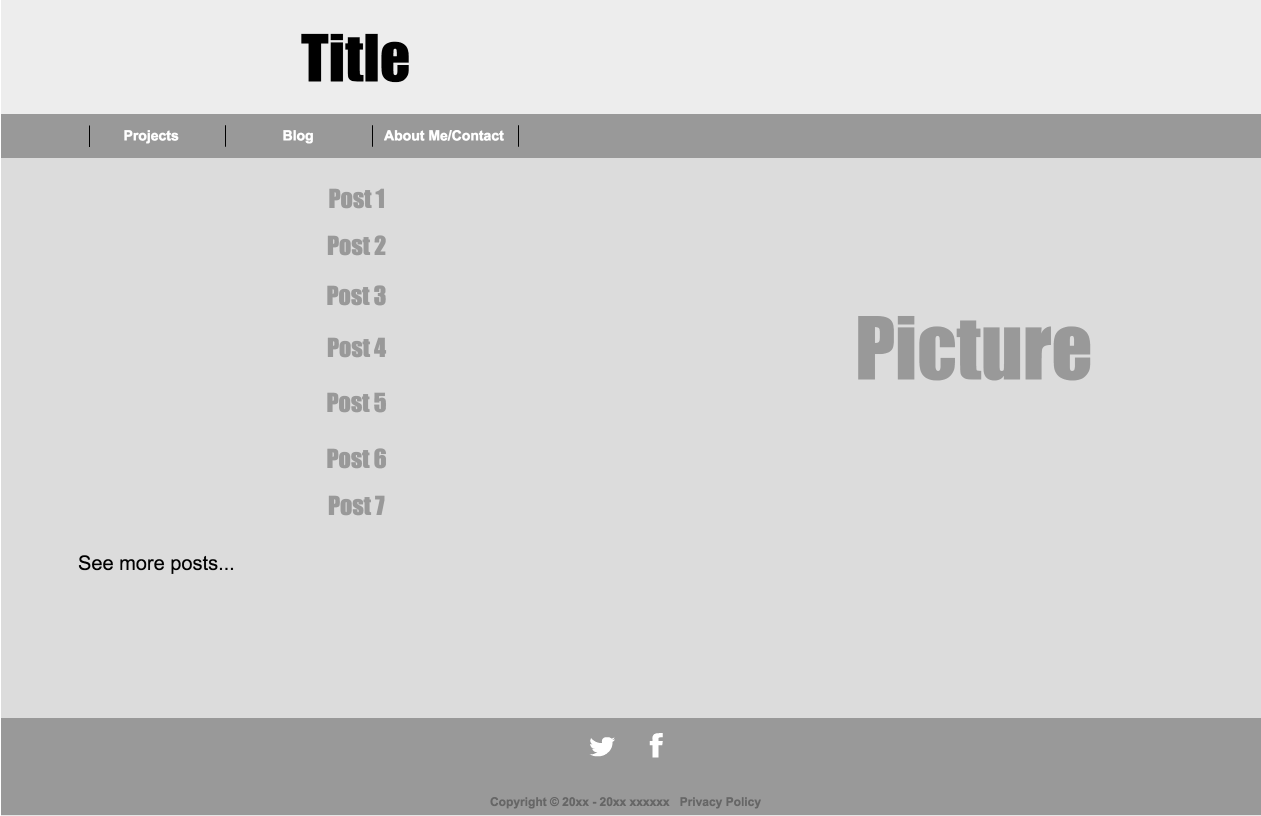 Title
Projects
Blog
About Me/Contact
Post 1
Post 2
Post 3
Post 4
Post 5
Post 6
Post 7
See more posts...
Picture
Copyright © 20xx - 20xx xxxxxx   Privacy Policy